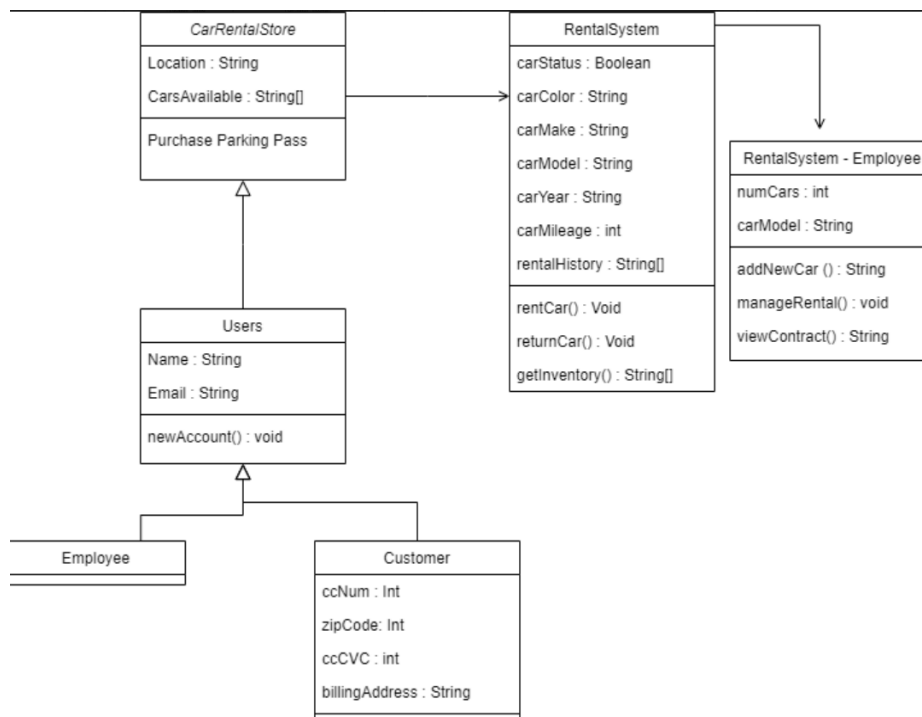 CarRentalStore
Location : String
CarsAvailable : String[]
Purchase Parking Pass
RentalSystem
carStatus : Boolean
carColor : String
carMake : String
carModel : String
carYear : String
carMileage : int
rentalHistory : String[]
rentCar() : Void
returnCar() : Void
getInventory() : String[]
RentalSystem - Employee
numCars : int
carModel : String
addNewCar () : String
manageRental() : void
viewContract() : String
Users
Name : String
Email : String
newAccount() : void
Employee
Customer
ccNum : Int
zipCode: Int
ccCVC : int
billingAddress : String